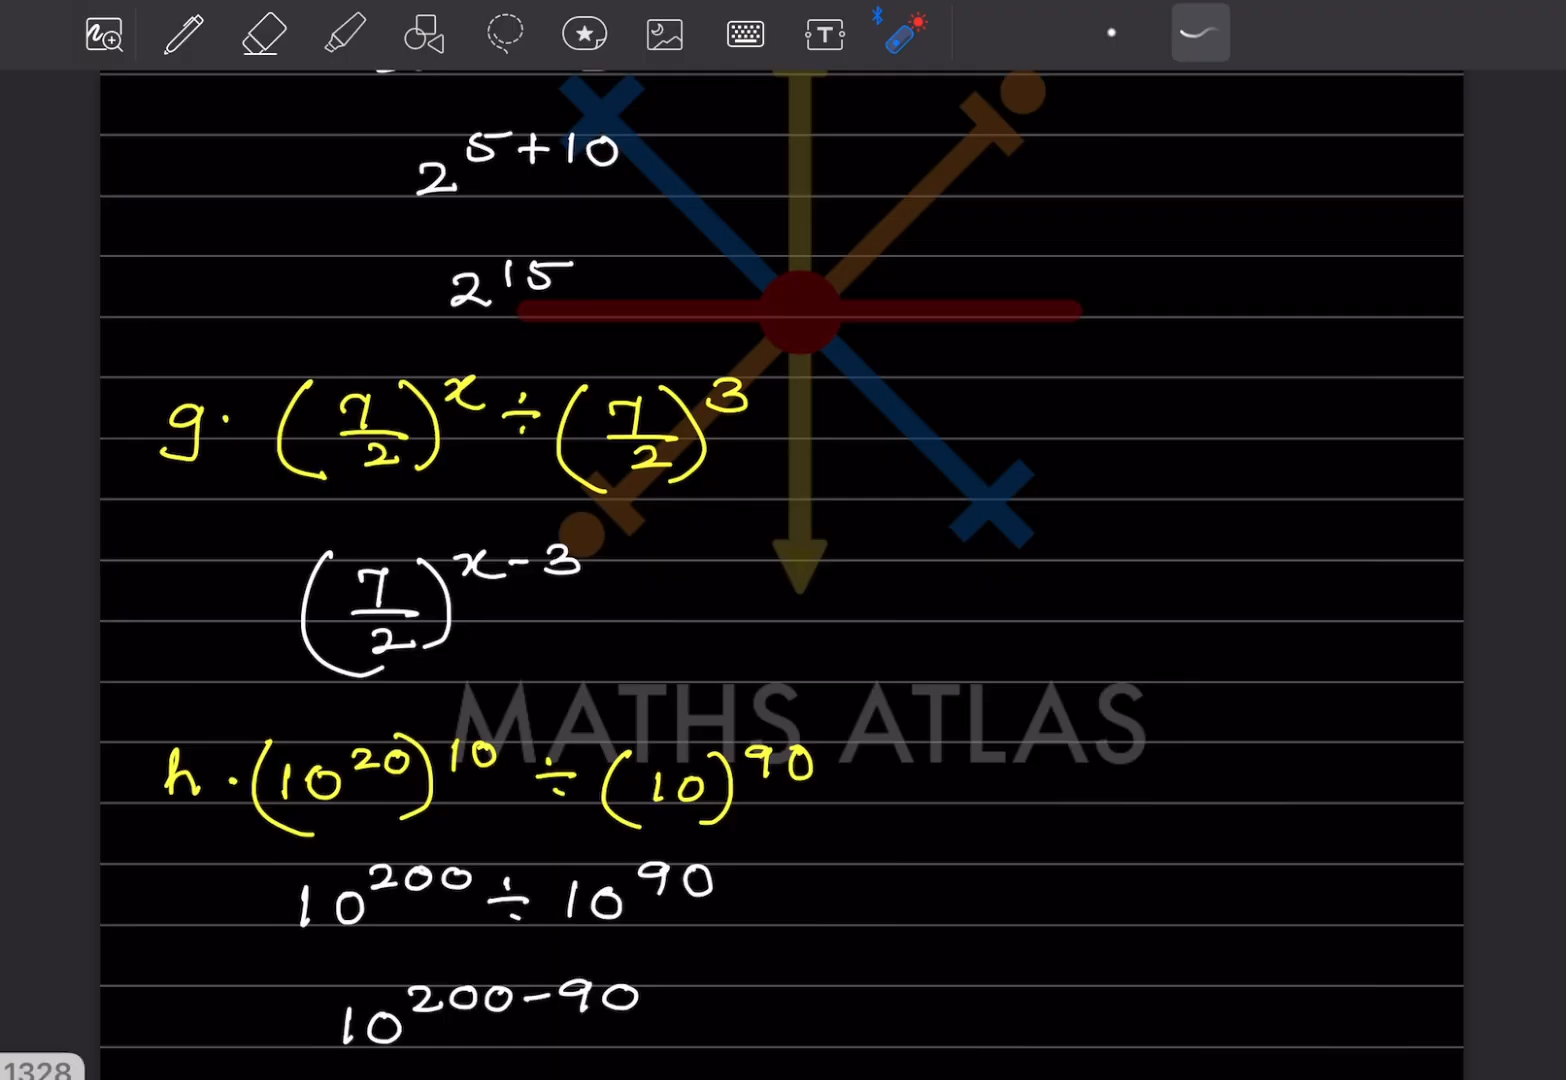 2^{5+10}
2^{15}
g. (7/2)^x ÷ (7/2)^3
(7/2)^{x-3}
MATHS ATLAS
h. (10^{20})^{10} ÷ (10)^{90}
10^{200} ÷ 10^{90}
10^{200-90}
1328